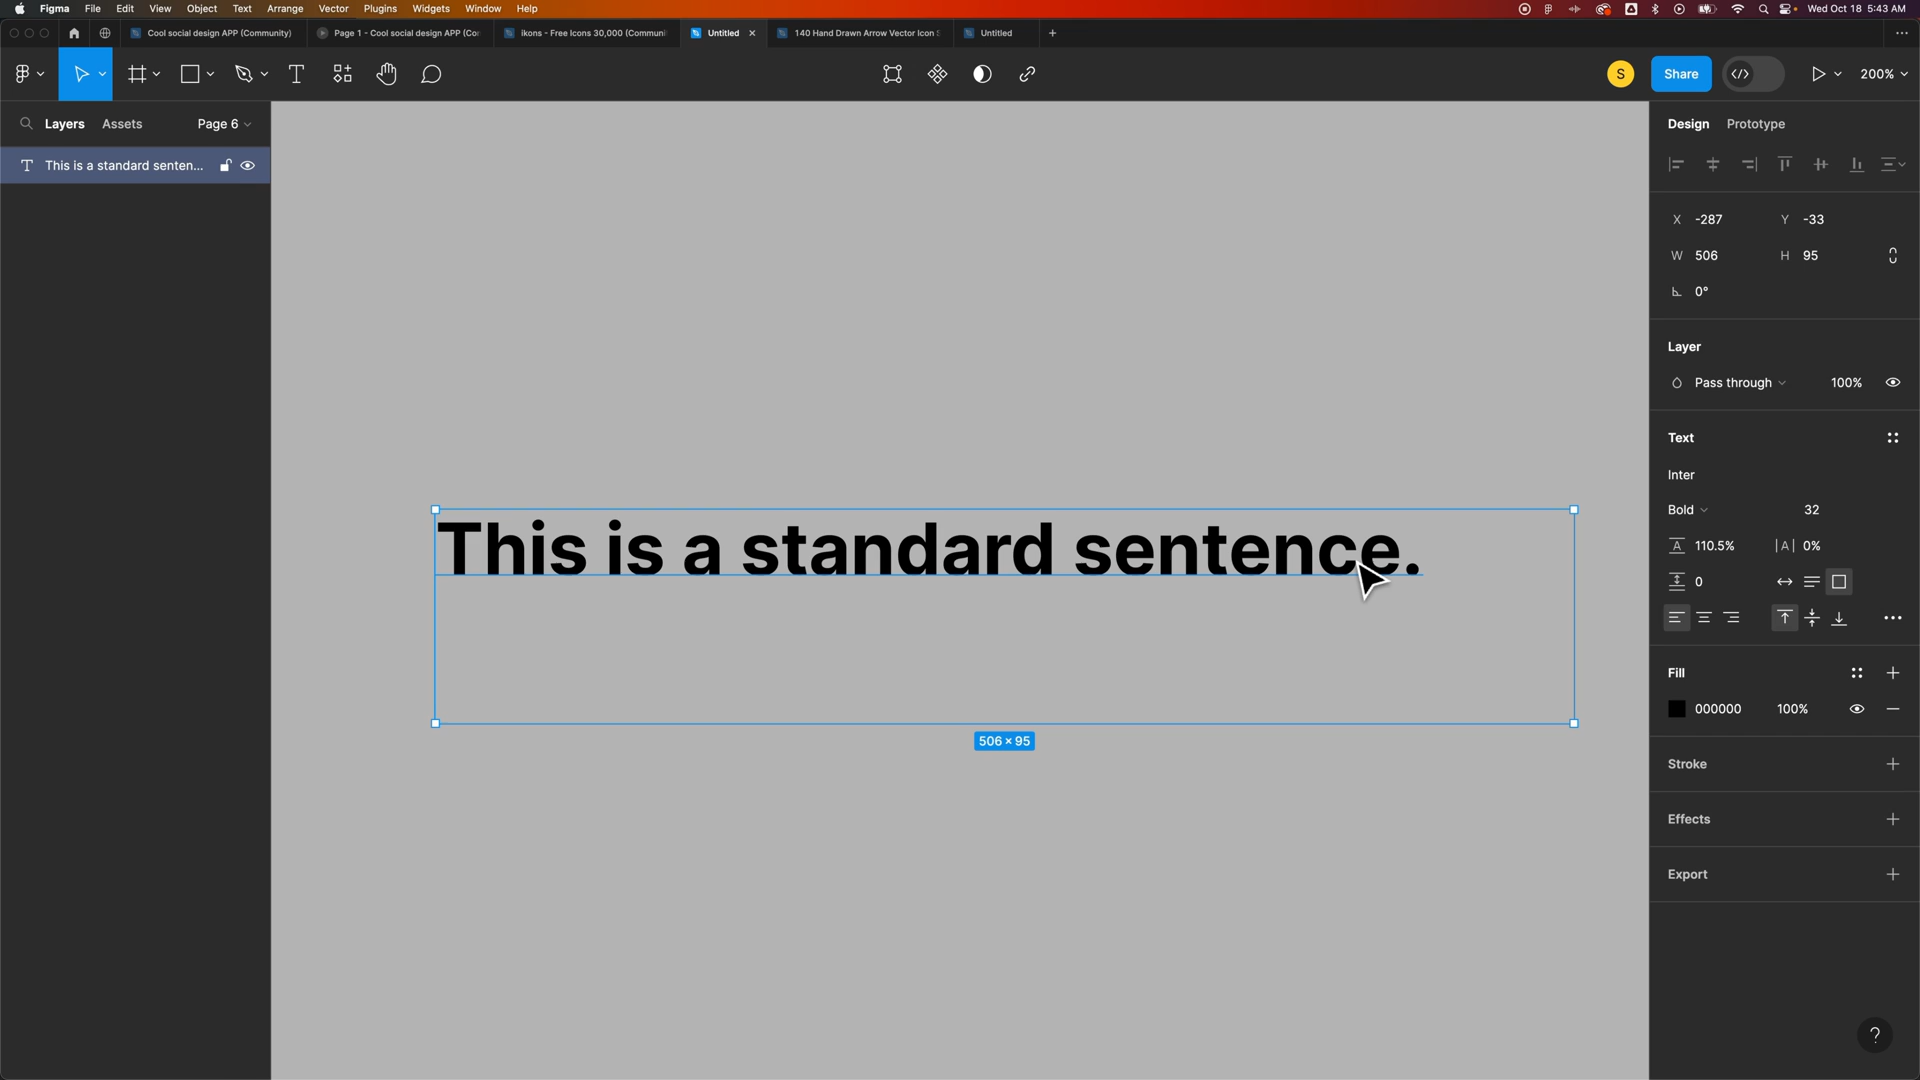 Figma File Edit View Object Text Arrange Vector Plugins Widgets Window Help Wed Oct 18 5:43 AM
Cool social design APP (Community) Page 1 - Cool social design APP (Co ikons - Free Icons 30,000 (Commun Untitled 140 Hand Drawn Arrow Vector Icon Untitled
S Share 200%
Layers Assets Page 6 Design Prototype
This is a standard senten...
X -287 Y -33
W 506 H 95
0°
Layer
Pass through 100%
Text
Inter
Bold 32
110.5% 0%
0
This is a standard sentence.
506 × 95
Fill
000000 100%
Stroke
Effects
Export
?